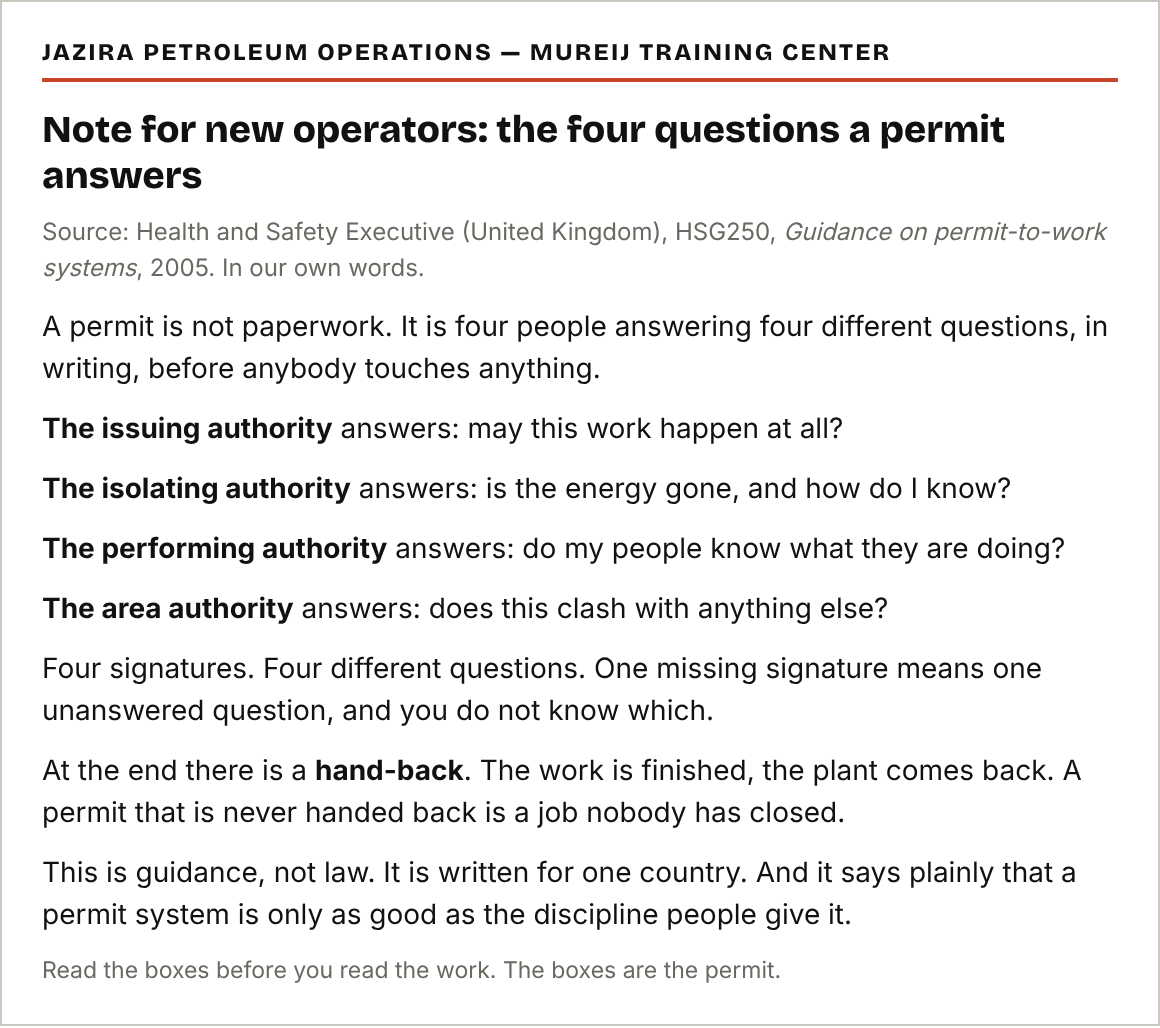 JAZIRA PETROLEUM OPERATIONS — MUREIJ TRAINING CENTER
Note for new operators: the four questions a permit
answers
Source: Health and Safety Executive (United Kingdom), HSG250, Guidance on permit-to-work
systems, 2005. In our own words.
A permit is not paperwork. It is four people answering four different questions, in
writing, before anybody touches anything.
The issuing authority answers: may this work happen at all?
The isolating authority answers: is the energy gone, and how do I know?
The performing authority answers: do my people know what they are doing?
The area authority answers: does this clash with anything else?
Four signatures. Four different questions. One missing signature means one
unanswered question, and you do not know which.
At the end there is a hand-back. The work is finished, the plant comes back. A
permit that is never handed back is a job nobody has closed.
This is guidance, not law. It is written for one country. And it says plainly that a
permit system is only as good as the discipline people give it.
Read the boxes before you read the work. The boxes are the permit.